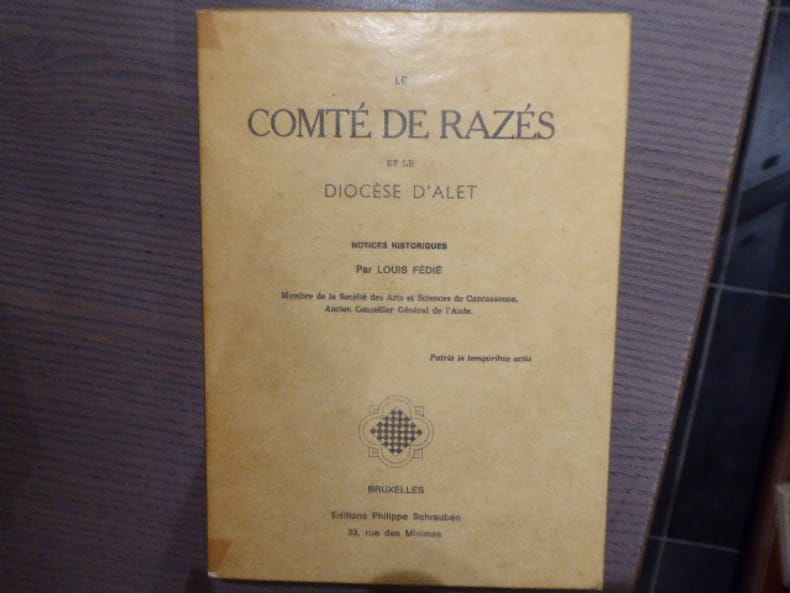 LE
COMTÉ DE RAZÉS
ET LE
DIOCÈSE D'ALET
NOTICES HISTORIQUES
Par LOUIS FÉDIÉ
Membre de la Société des Arts et Sciences de Carcassonne.
Ancien Conseiller Général de l'Aude.
Patria in temporibus actis
BRUXELLES
Editions Philippe Schrauben
33, rue des Minimes